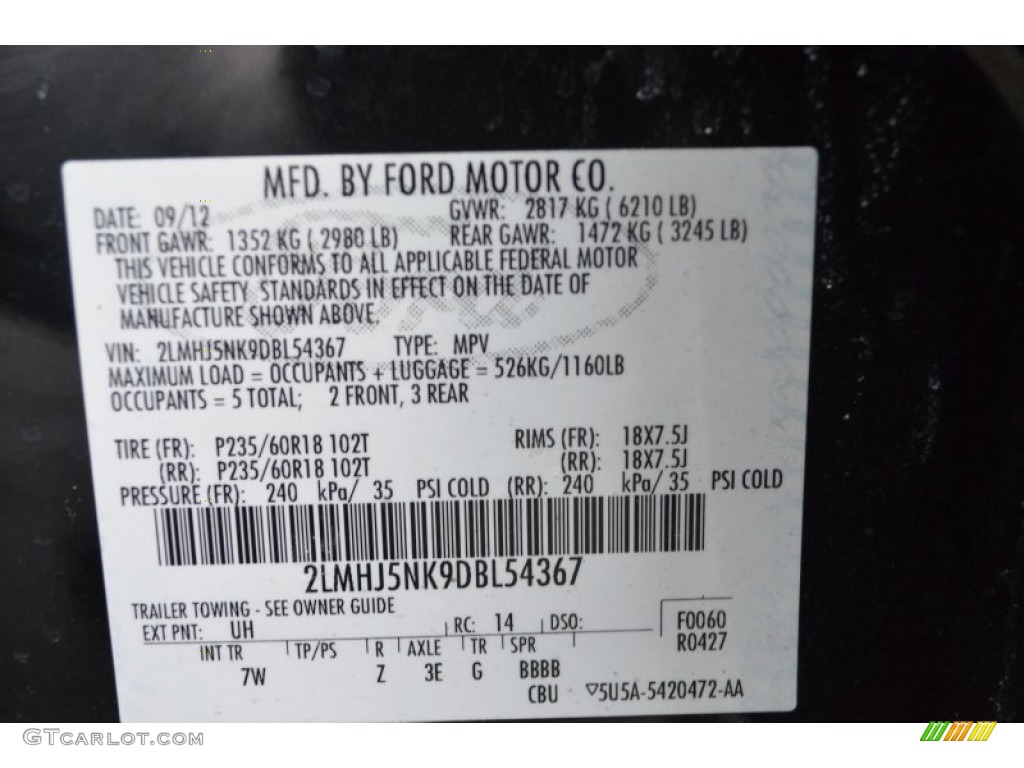 MFD. BY FORD MOTOR CO.
DATE: 09/12 GVWR: 2817 KG ( 6210 LB)
FRONT GAWR: 1352 KG ( 2980 LB) REAR GAWR: 1472 KG ( 3245 LB)
THIS VEHICLE CONFORMS TO ALL APPLICABLE FEDERAL MOTOR
VEHICLE SAFETY STANDARDS IN EFFECT ON THE DATE OF
MANUFACTURE SHOWN ABOVE.
VIN: 2LMHJ5NK9DBL54367 TYPE: MPV
MAXIMUM LOAD = OCCUPANTS + LUGGAGE = 526KG/1160LB
OCCUPANTS = 5 TOTAL; 2 FRONT, 3 REAR
TIRE (FR): P235/60R18 102T RIMS (FR): 18X7.5J
(RR): P235/60R18 102T (RR): 18X7.5J
PRESSURE (FR): 240 kPa/ 35 PSI COLD (RR): 240 kPa/ 35 PSI COLD
2LMHJ5NK9DBL54367
TRAILER TOWING - SEE OWNER GUIDE
EXT PNT: UH RC: 14 DSO: F0060
R0427
INT TR TP/PS R AXLE TR SPR
7W Z 3E G BBBB
CBU ▽5U5A-5420472-AA
GTCarLot.com